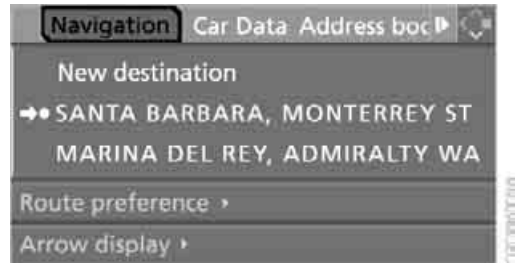 Navigation Car Data Address boc
New destination
SANTA BARBARA, MONTERREY ST
MARINA DEL REY, ADMIRALTY WA
Route preference
Arrow display